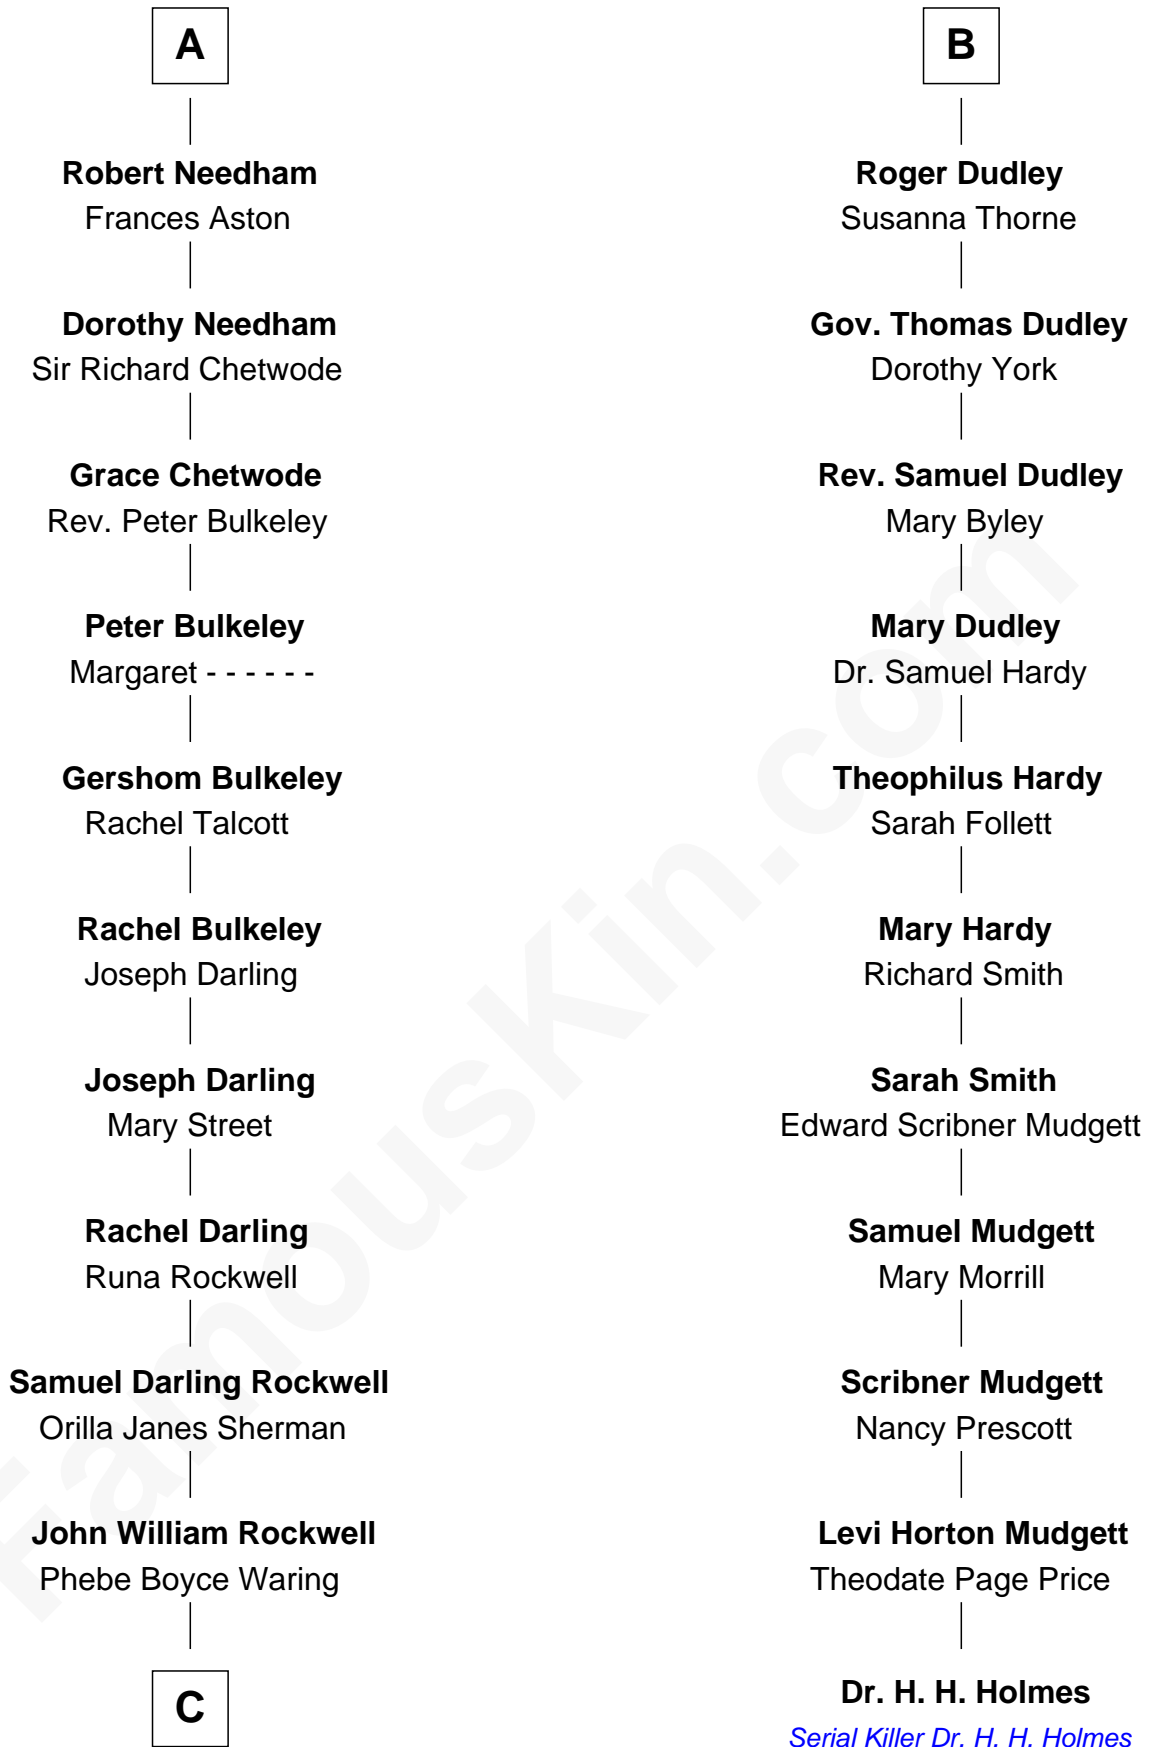 A
Robert Needham
Frances Aston
Dorothy Needham
Sir Richard Chetwode
Grace Chetwode
Rev. Peter Bulkeley
Peter Bulkeley
Margaret - - - - - -
Gershom Bulkeley
Rachel Talcott
Rachel Bulkeley
Joseph Darling
Joseph Darling
Mary Street
Rachel Darling
Runa Rockwell
Samuel Darling Rockwell
Orilla Janes Sherman
John William Rockwell
Phebe Boyce Waring
C
B
Roger Dudley
Susanna Thorne
Gov. Thomas Dudley
Dorothy York
Rev. Samuel Dudley
Mary Byley
Mary Dudley
Dr. Samuel Hardy
Theophilus Hardy
Sarah Follett
Mary Hardy
Richard Smith
Sarah Smith
Edward Scribner Mudgett
Samuel Mudgett
Mary Morrill
Scribner Mudgett
Nancy Prescott
Levi Horton Mudgett
Theodate Page Price
Dr. H. H. Holmes
Serial Killer Dr. H. H. Holmes
FamousKin.com